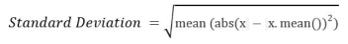 Standard Deviation = √mean (abs(x − x.mean())²)